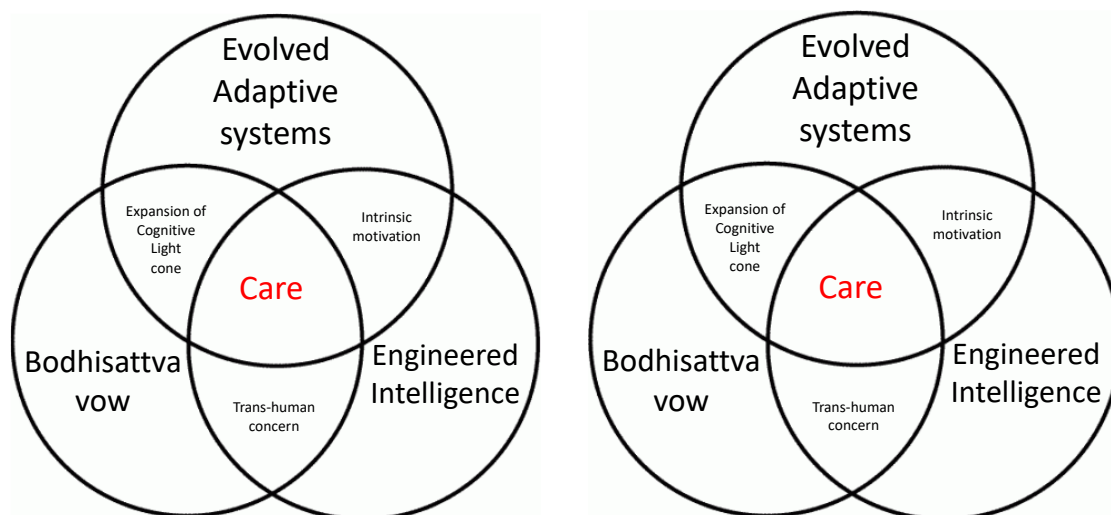 Evolved
Adaptive
systems
Expansion of
Cognitive
Light
cone
Intrinsic
motivation
Care
Bodhisattva
vow
Engineered
Intelligence
Trans-human
concern
Evolved
Adaptive
systems
Expansion of
Cognitive
Light
cone
Intrinsic
motivation
Care
Bodhisattva
vow
Engineered
Intelligence
Trans-human
concern